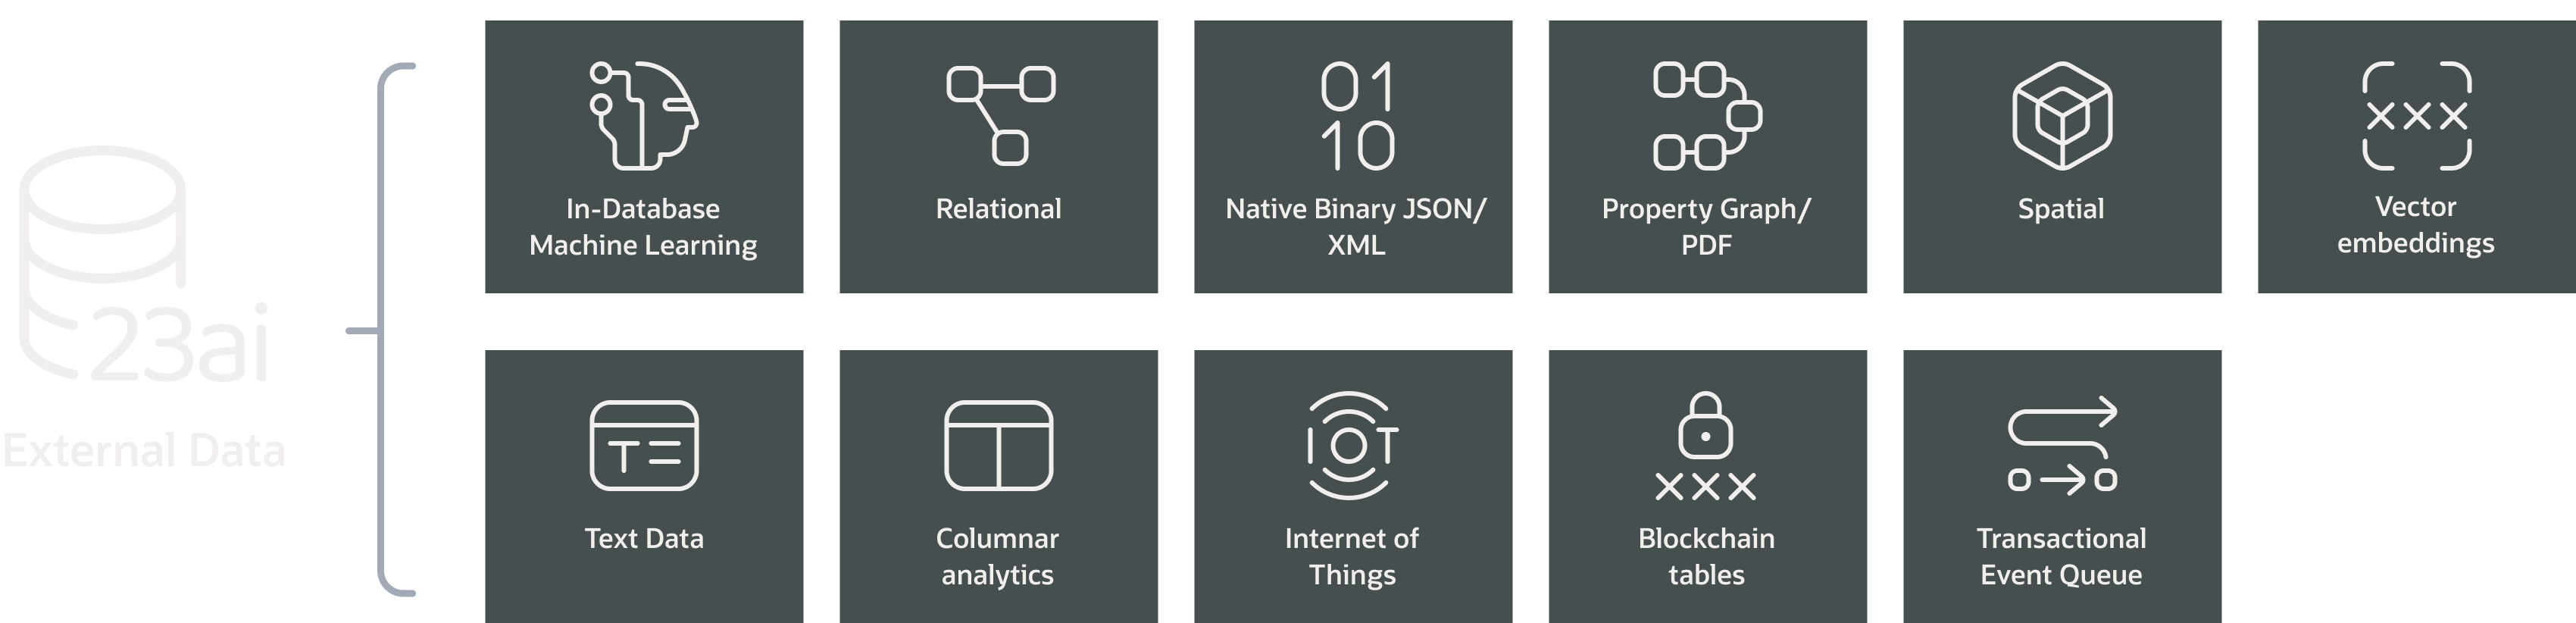 23ai
External Data
In-Database
Machine Learning
Relational
01
10
Native Binary JSON/
XML
Property Graph/
PDF
Spatial
Vector
embeddings
T
Text Data
Columnar
analytics
IOT
Internet of
Things
Blockchain
tables
Transactional
Event Queue